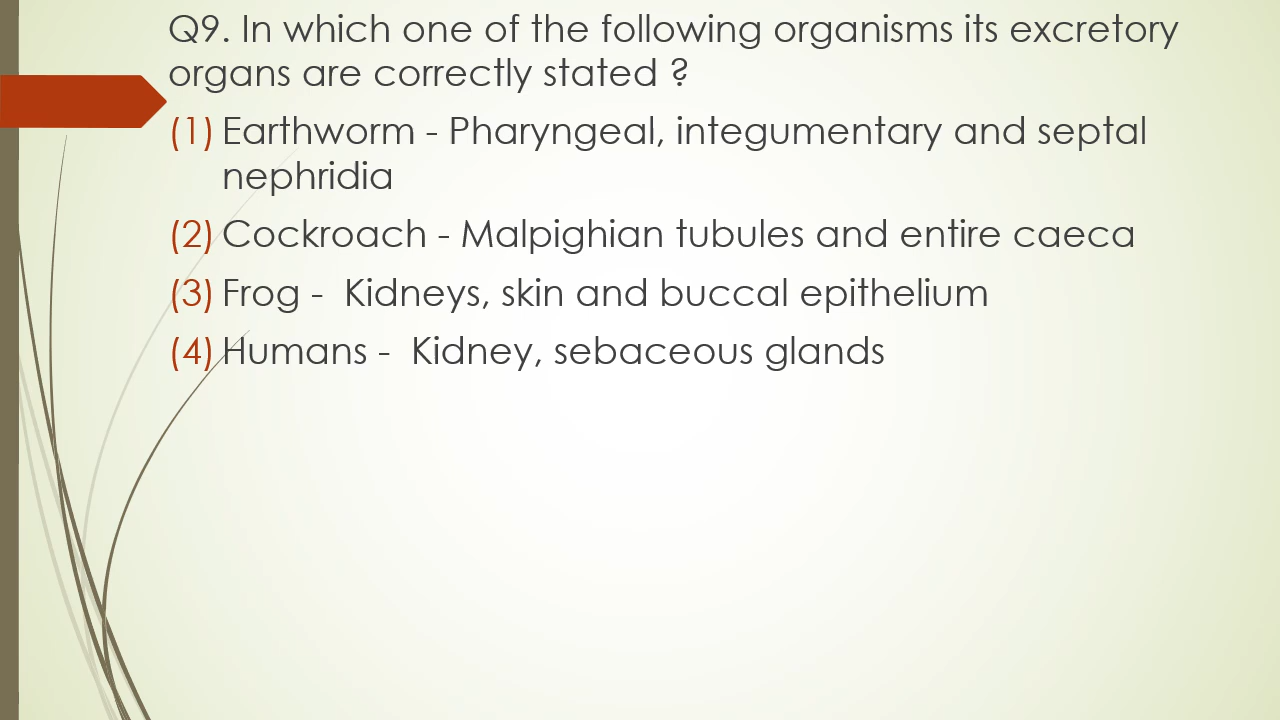 Q9. In which one of the following organisms its excretory
organs are correctly stated ?
(1) Earthworm - Pharyngeal, integumentary and septal
nephridia
(2) Cockroach - Malpighian tubules and entire caeca
(3) Frog - Kidneys, skin and buccal epithelium
(4) Humans - Kidney, sebaceous glands